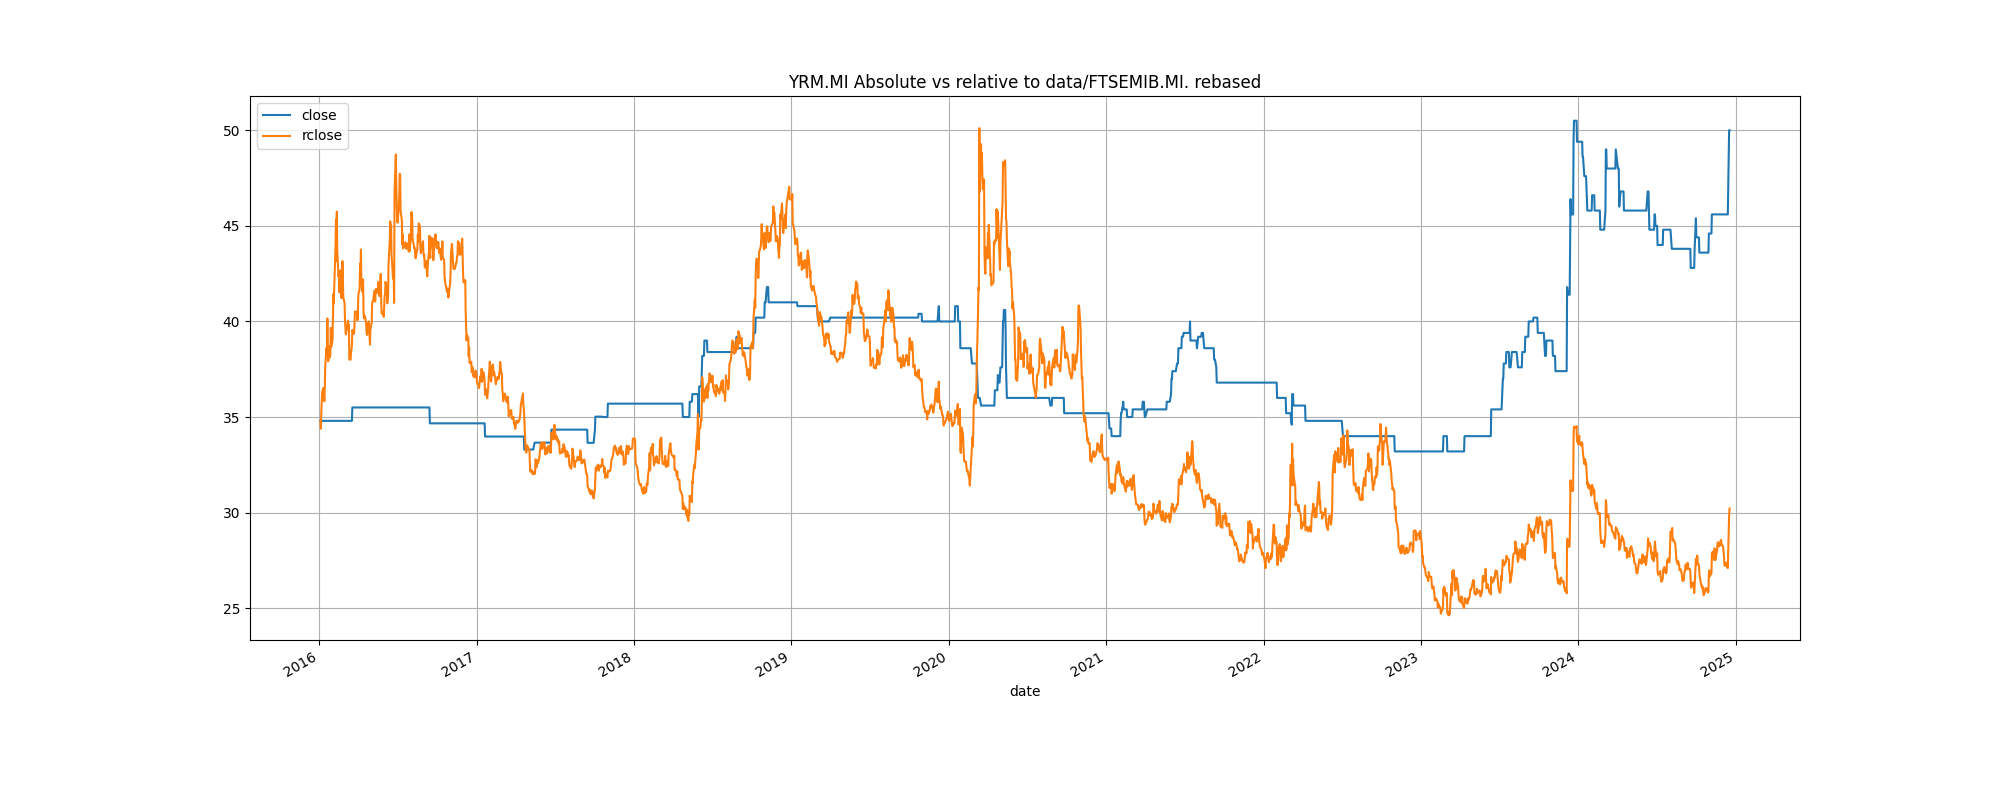 YRM.MI Absolute vs relative to data/FTSEMIB.MI. rebased
close
rclose
50
45
40
35
30
25
2016 2017 2018 2019 2020 2021 2022 2023 2024 2025
date